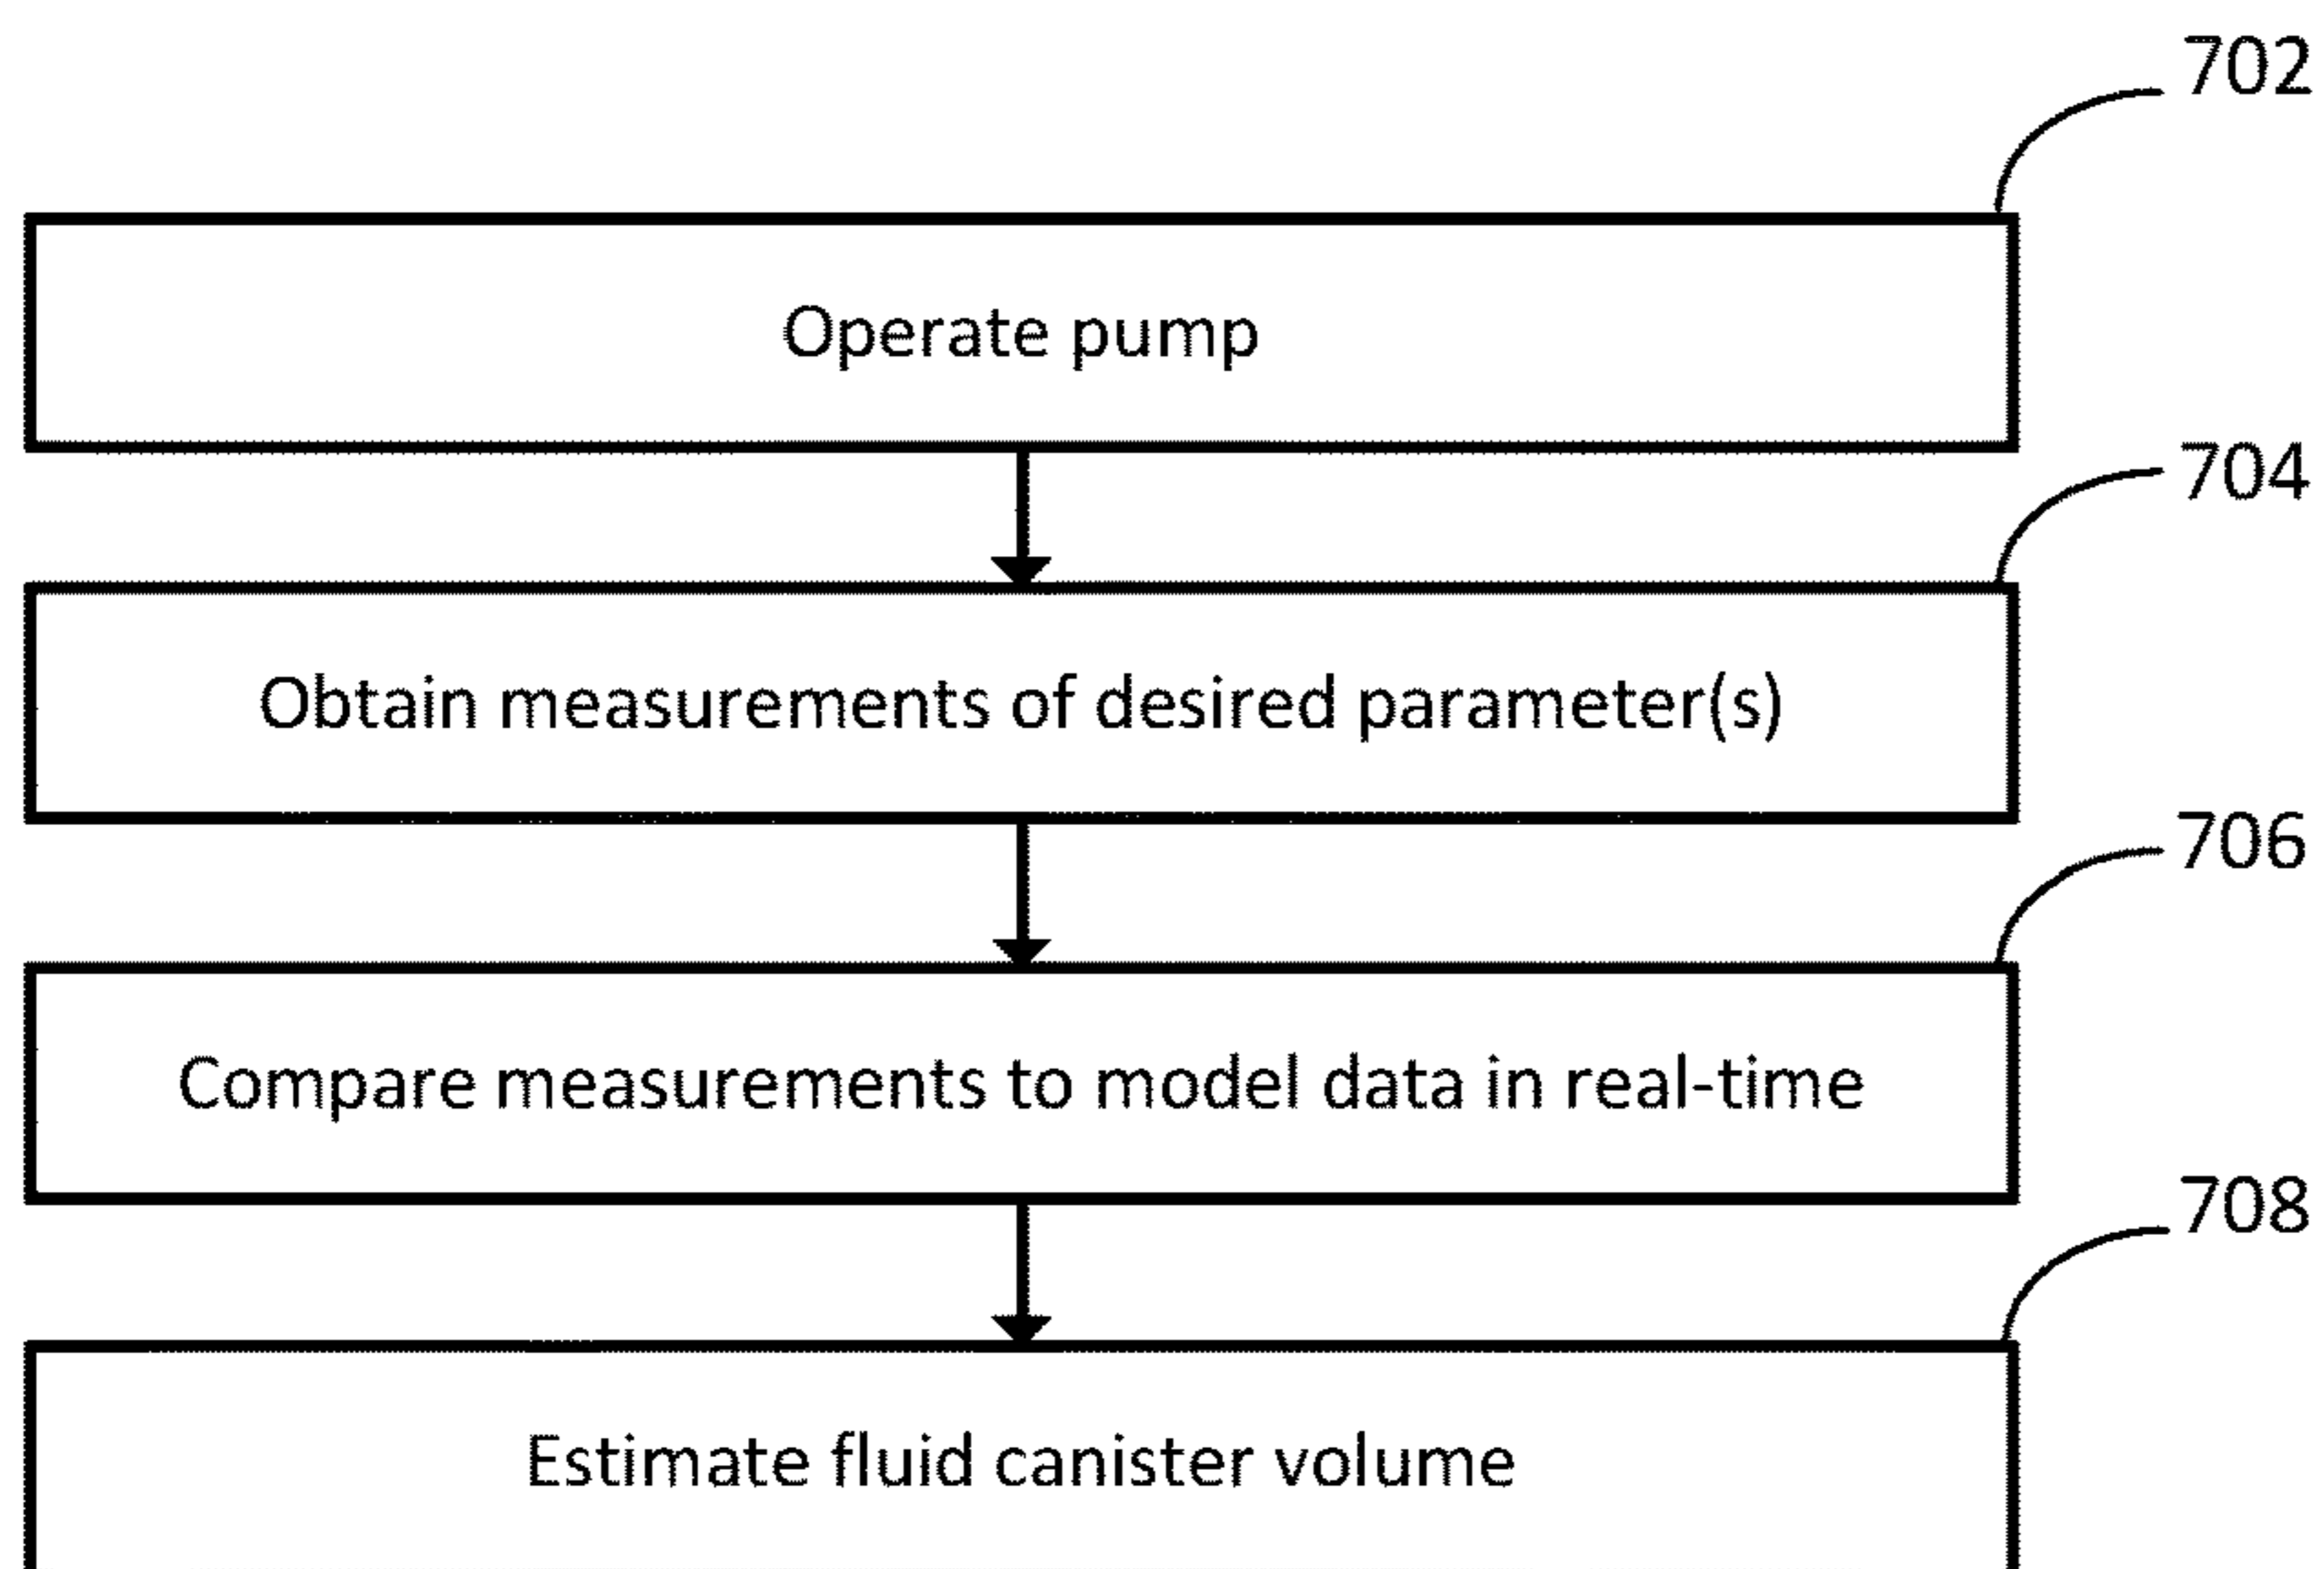 702
Operate pump
704
Obtain measurements of desired parameter(s)
706
Compare measurements to model data in real-time
708
Estimate fluid canister volume